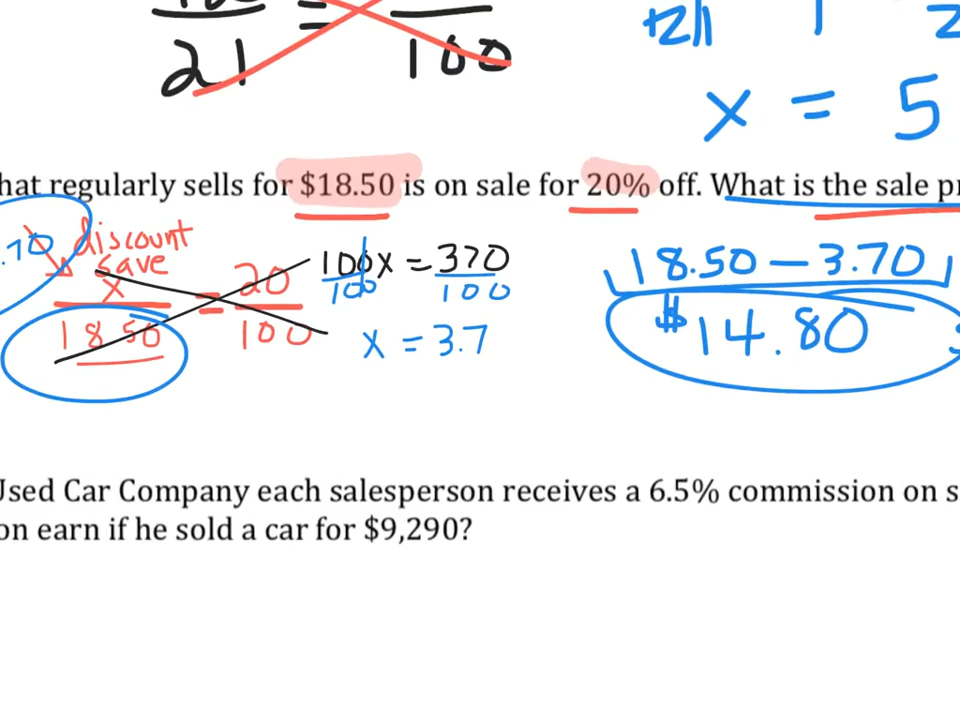 21 = 100
x = 5
hat regularly sells for $18.50 is on sale for 20% off. What is the sale pr
.70 discount
save
x / 18.50 = 20 / 100
100x = 370
100 100
x = 3.7
18.50 – 3.70
$14.80
Used Car Company each salesperson receives a 6.5% commission on s
on earn if he sold a car for $9,290?